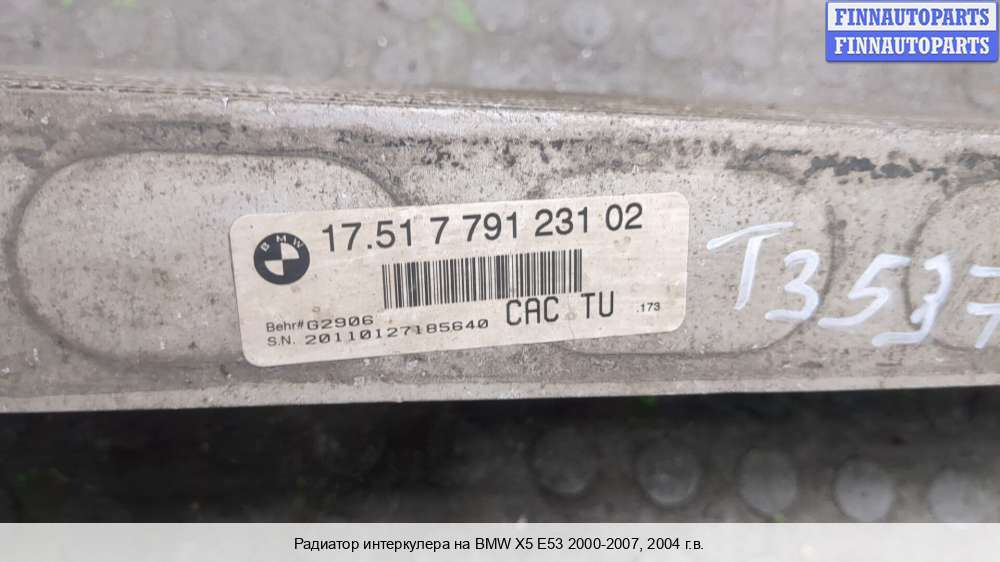 FINNAUTOPARTS
FINNAUTOPARTS
BMW
17.51 7 791 231 02
Behr# G2906
S.N. 20110127185640
CAC TU
.173
T3537
Радиатор интеркулера на BMW X5 E53 2000-2007, 2004 г.в.